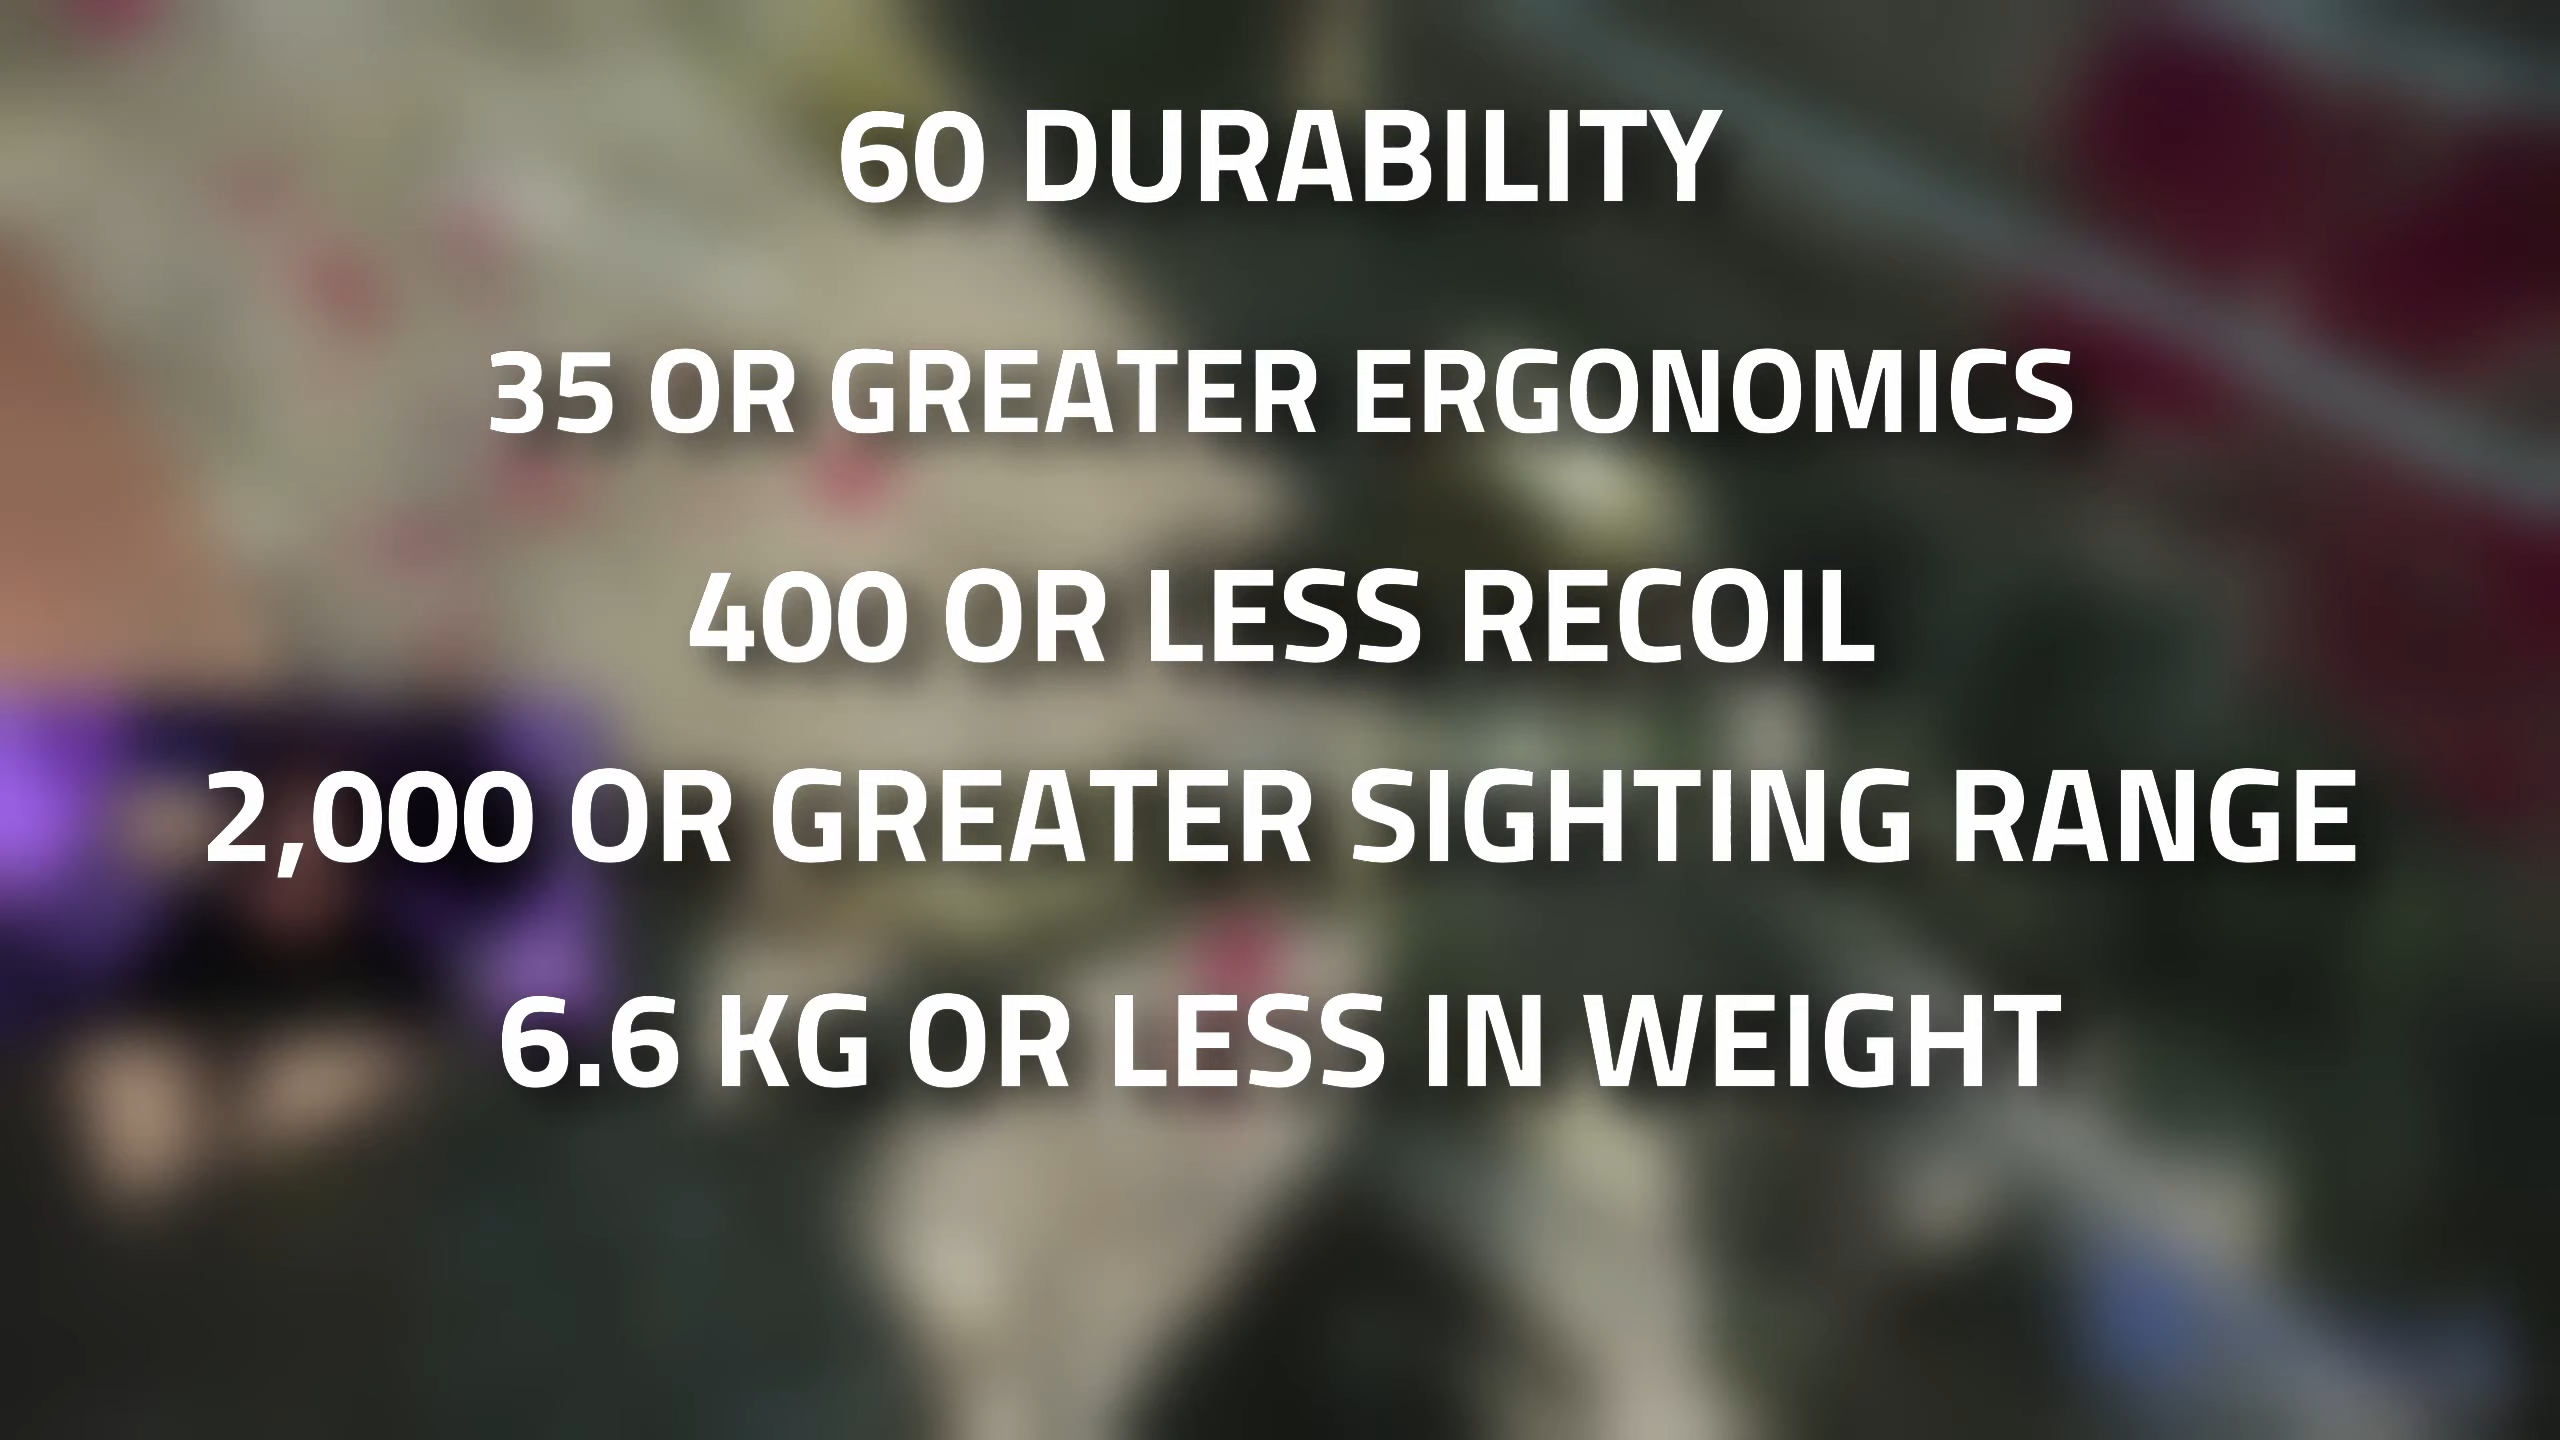 60 DURABILITY
35 OR GREATER ERGONOMICS
400 OR LESS RECOIL
2,000 OR GREATER SIGHTING RANGE
6.6 KG OR LESS IN WEIGHT